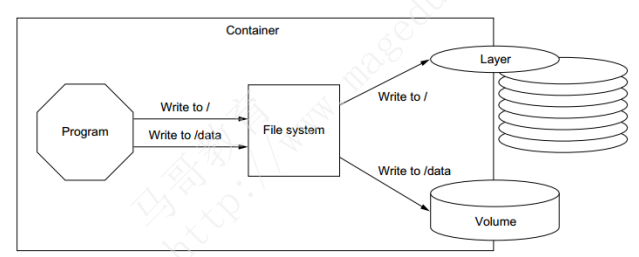 Container
Layer
Write to /
Write to /
Program
File system
Write to /data
Write to /data
Volume
马哥教育
http://www.magedu